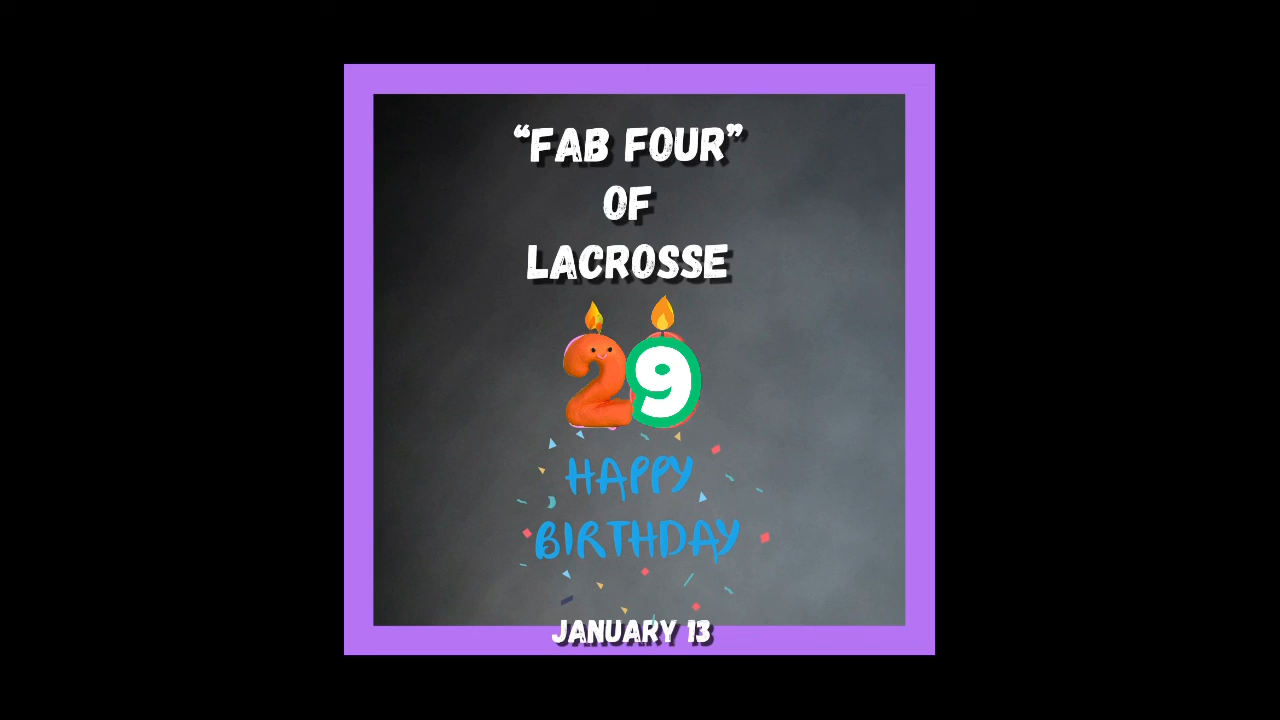 “FAB FOUR”
OF
LACROSSE
29
HAPPY
BIRTHDAY
JANUARY 13